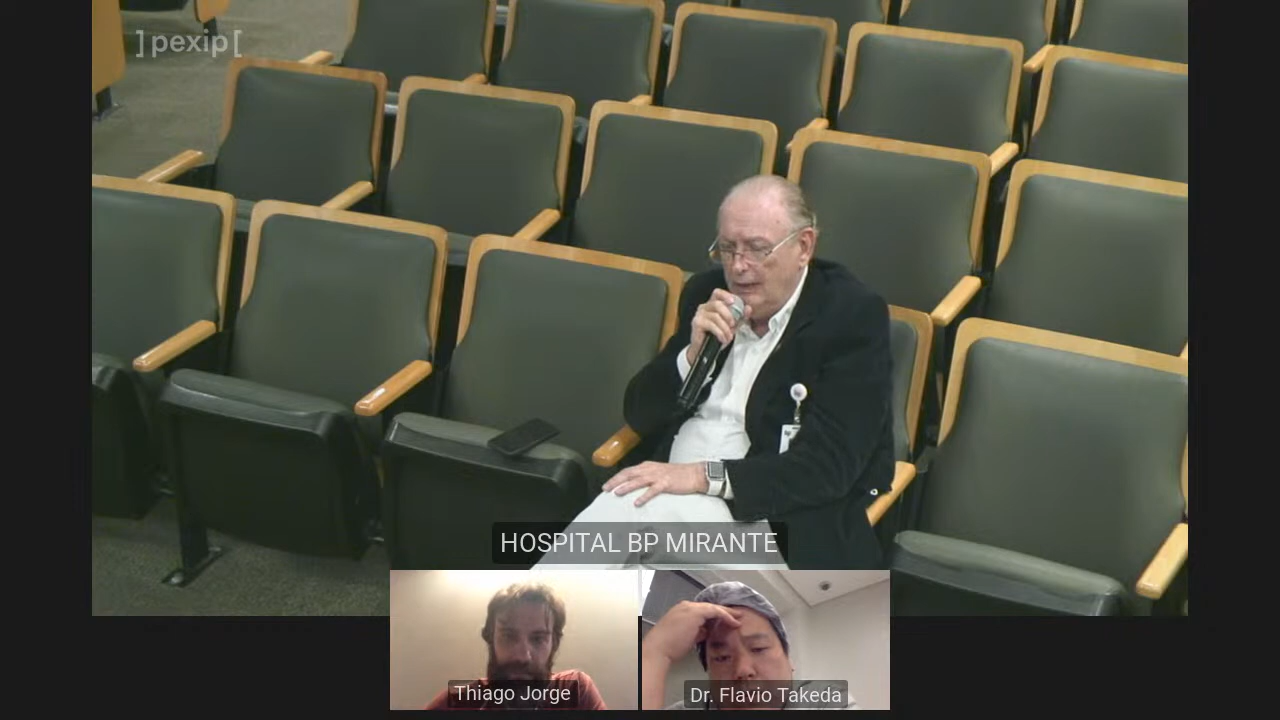 ]pexip[
HOSPITAL BP MIRANTE
Thiago Jorge
Dr. Flavio Takeda